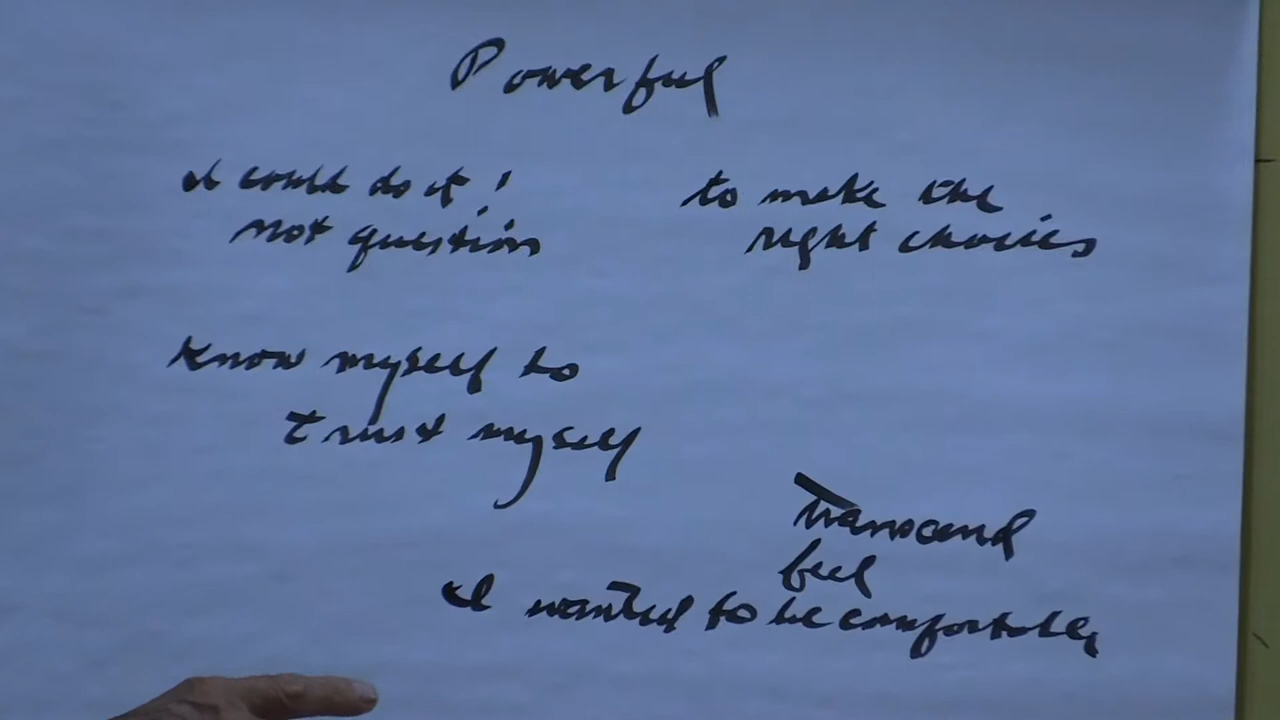 Powerful
I could do it!
not question
to make the
right choices
Know myself to
trust myself
Transcend
feel
I wanted to be comfortable,